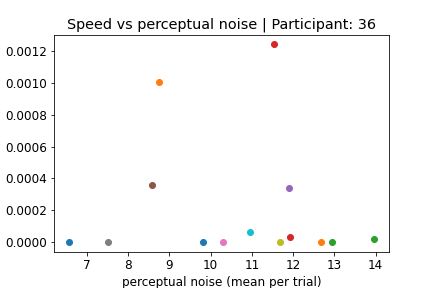 Speed vs perceptual noise | Participant: 36
0.0012
0.0010
0.0008
0.0006
0.0004
0.0002
0.0000
7 8 9 10 11 12 13 14
perceptual noise (mean per trial)